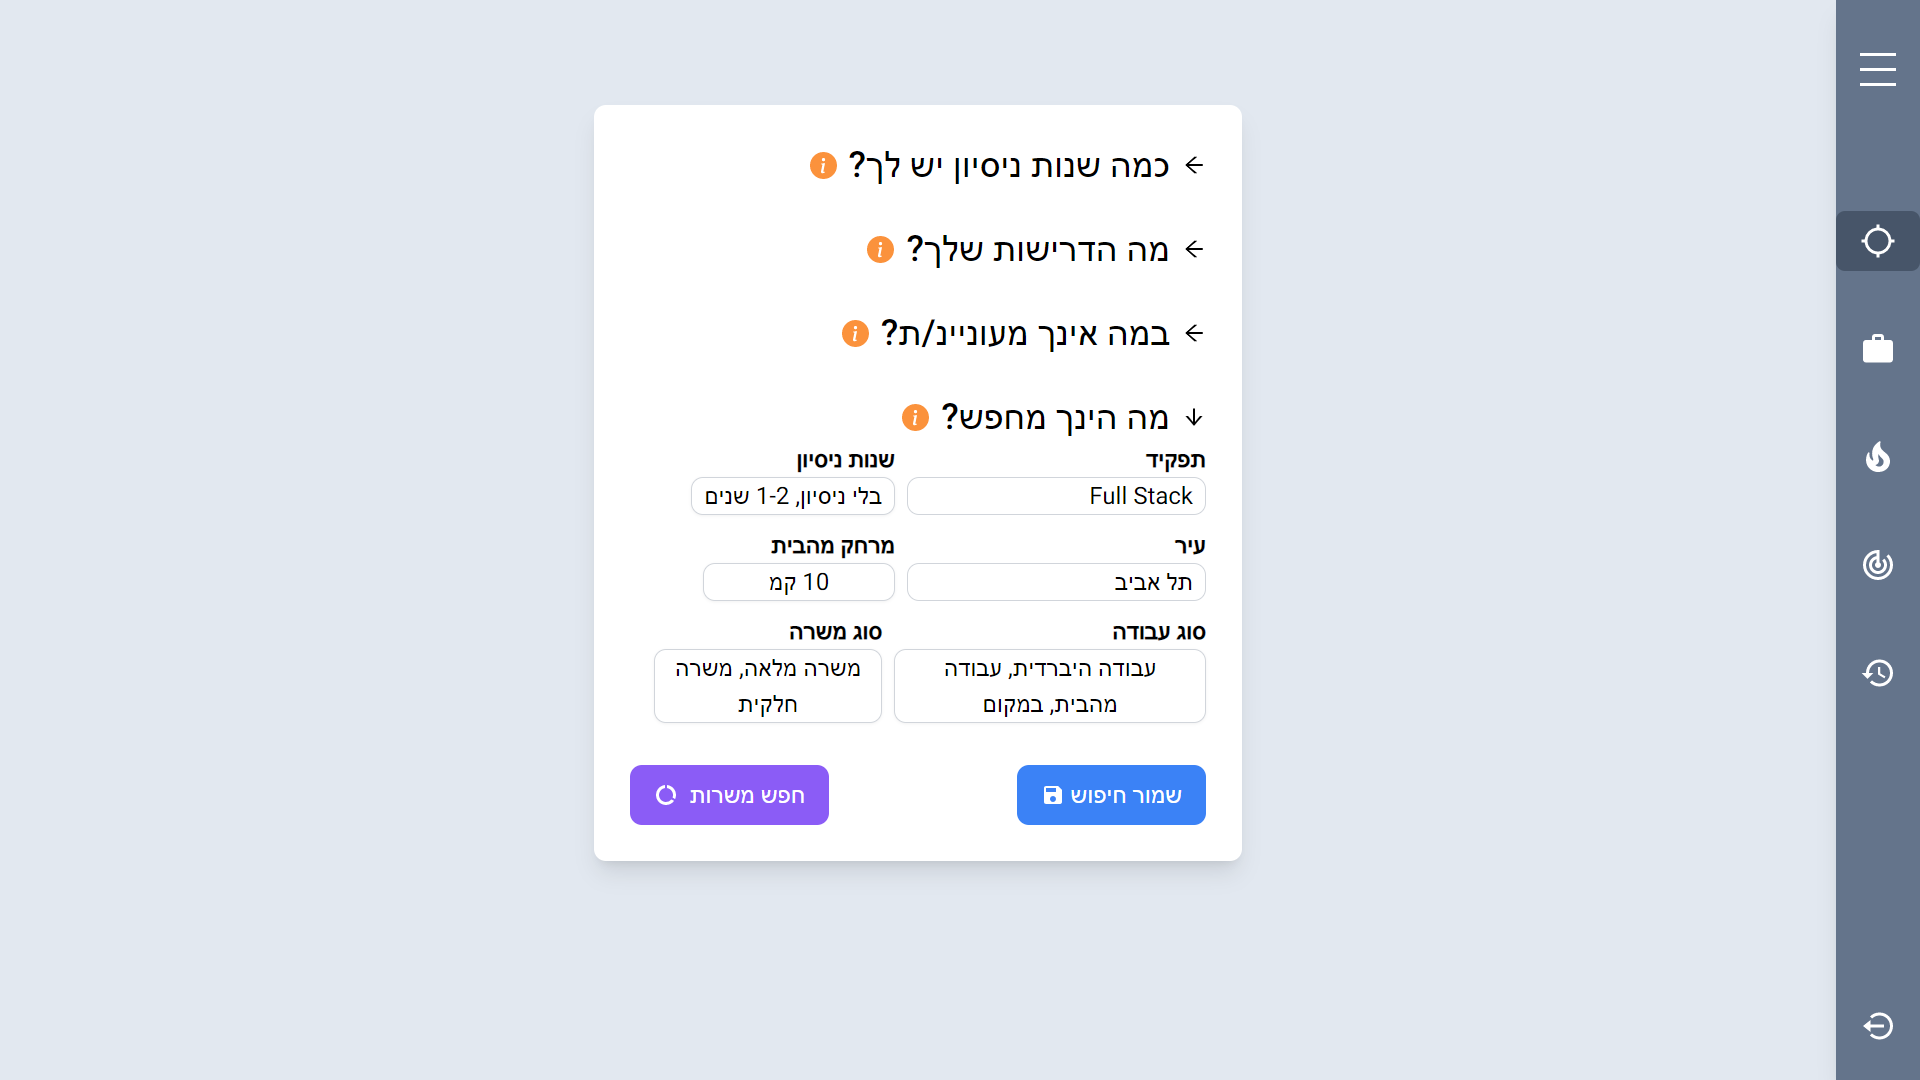 כמה שנות ניסיון יש לך?
מה הדרישות שלך?
במה אינך מעוניינ/ת?
מה הינך מחפש?
תפקיד
שנות ניסיון
Full Stack
בלי ניסיון, 1-2 שנים
עיר
מרחק מהבית
תל אביב
10 קמ
סוג עבודה
סוג משרה
עבודה היברדית, עבודה
מהבית, במקום
משרה מלאה, משרה
חלקית
שמור חיפוש
חפש משרות